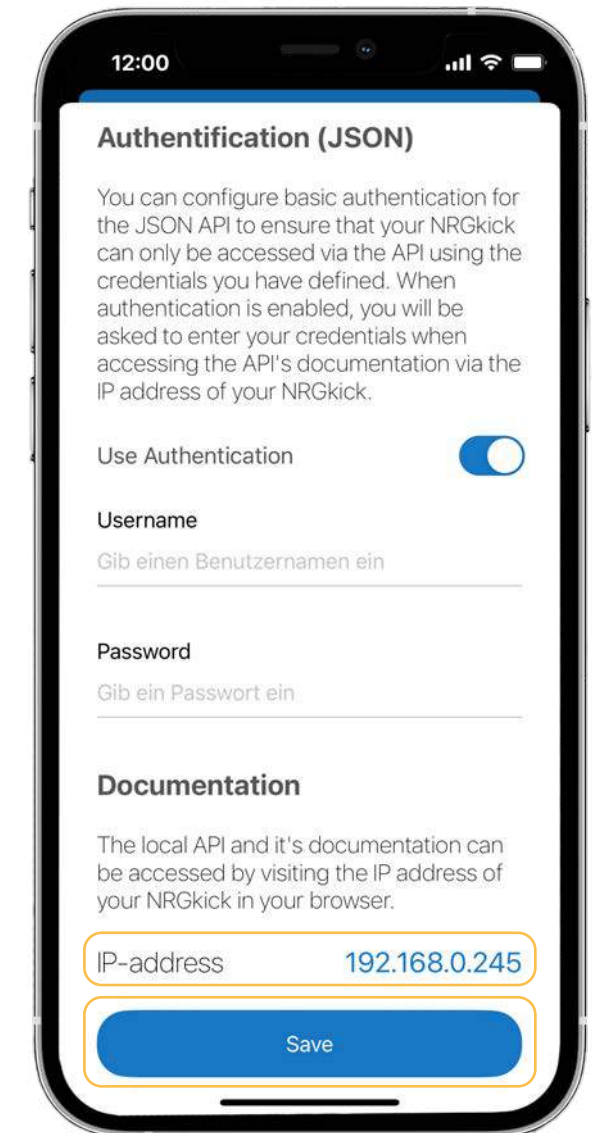 12:00
Authentification (JSON)
You can configure basic authentication for
the JSON API to ensure that your NRGkick
can only be accessed via the API using the
credentials you have defined. When
authentication is enabled, you will be
asked to enter your credentials when
accessing the API's documentation via the
IP address of your NRGkick.
Use Authentication
Username
Gib einen Benutzernamen ein
Password
Gib ein Passwort ein
Documentation
The local API and it's documentation can
be accessed by visiting the IP address of
your NRGkick in your browser.
IP-address 192.168.0.245
Save